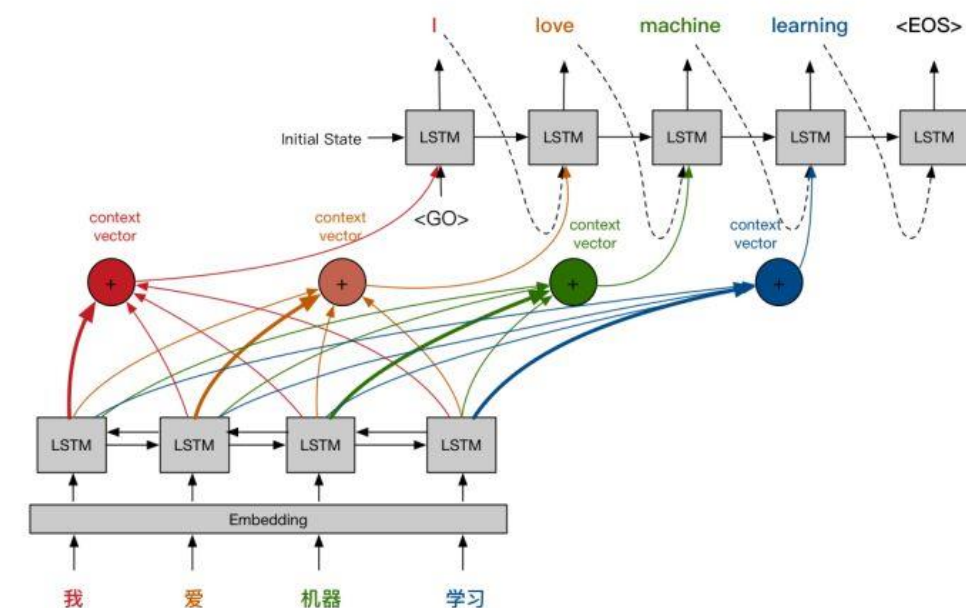 I love machine learning <EOS>
Initial State LSTM LSTM LSTM LSTM LSTM
<GO>
context
vector
context
vector
context
vector
context
vector
+ + + +
LSTM LSTM LSTM LSTM
Embedding
我 爱 机器 学习